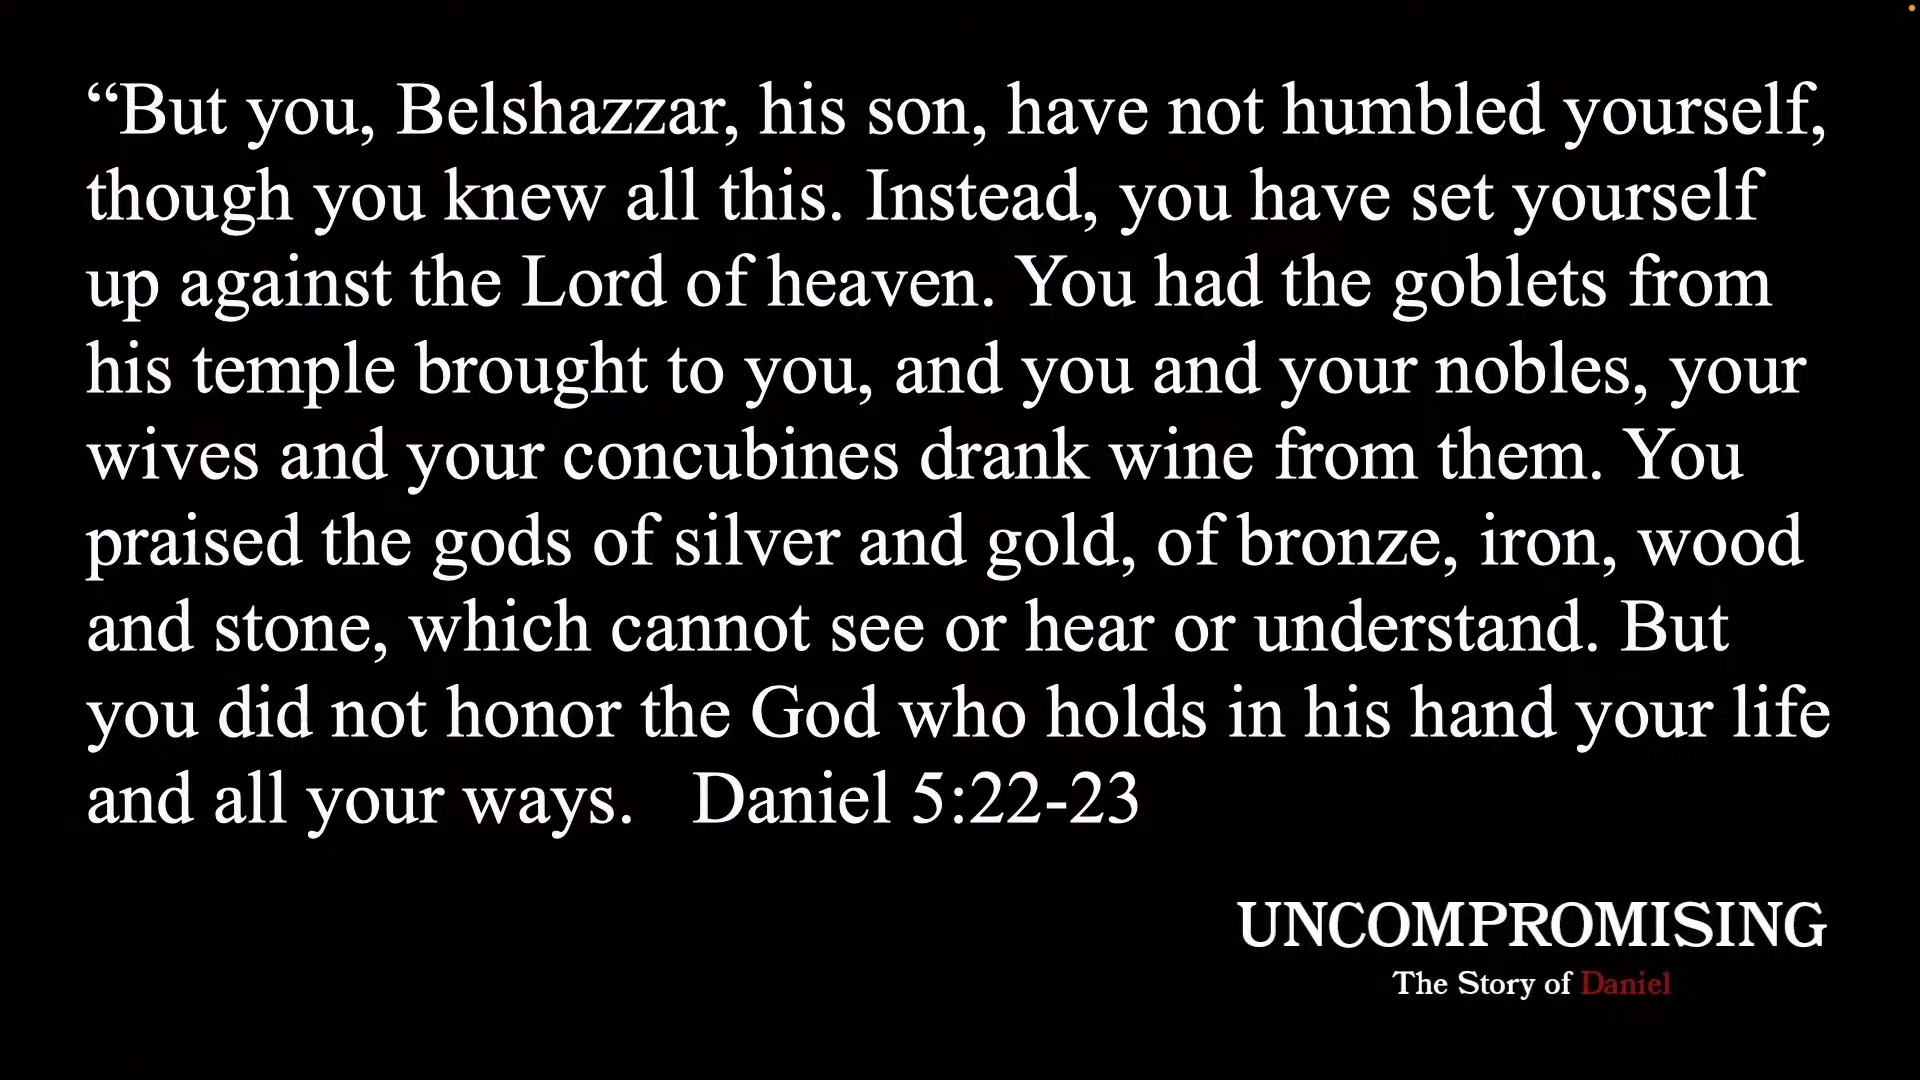 “But you, Belshazzar, his son, have not humbled yourself,
though you knew all this. Instead, you have set yourself
up against the Lord of heaven. You had the goblets from
his temple brought to you, and you and your nobles, your
wives and your concubines drank wine from them. You
praised the gods of silver and gold, of bronze, iron, wood
and stone, which cannot see or hear or understand. But
you did not honor the God who holds in his hand your life
and all your ways.   Daniel 5:22-23
UNCOMPROMISING
The Story of Daniel